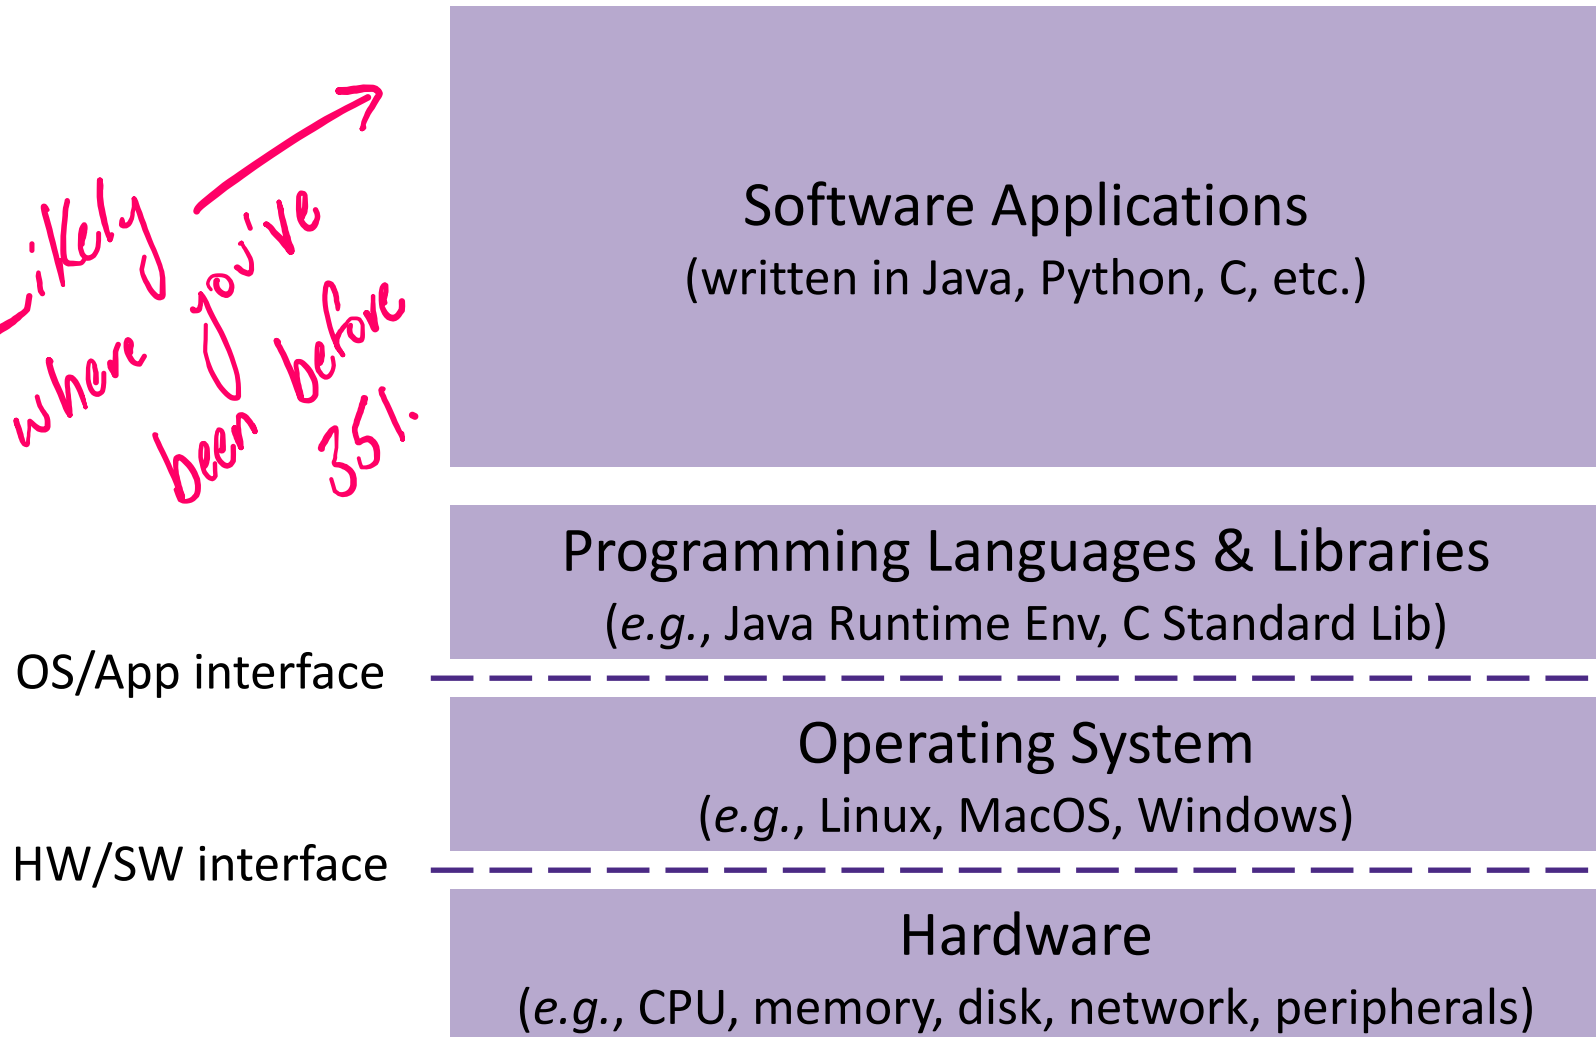 Likely
where you've
been before
351.
Software Applications
(written in Java, Python, C, etc.)
Programming Languages & Libraries
(e.g., Java Runtime Env, C Standard Lib)
OS/App interface
Operating System
(e.g., Linux, MacOS, Windows)
HW/SW interface
Hardware
(e.g., CPU, memory, disk, network, peripherals)